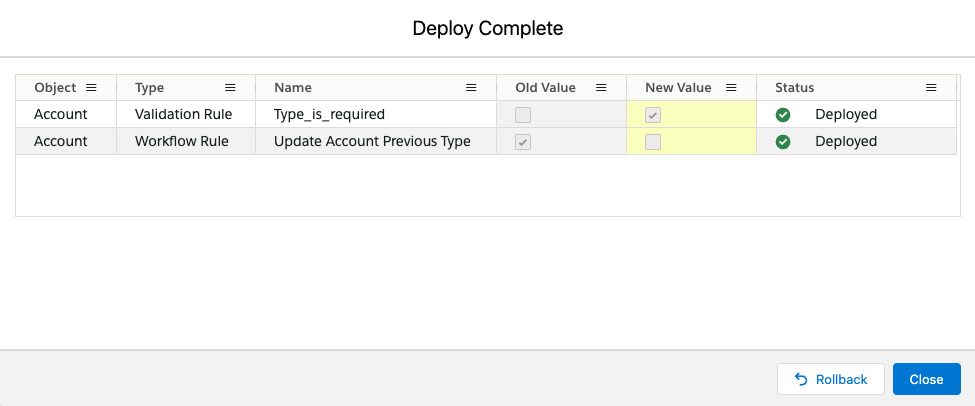 Deploy Complete
Object Type Name Old Value New Value Status
Account Validation Rule Type_is_required Deployed
Account Workflow Rule Update Account Previous Type Deployed
Rollback Close